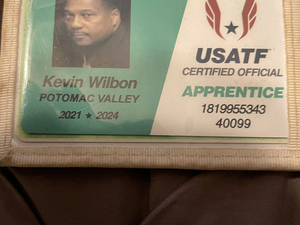 USATF
CERTIFIED OFFICIAL
Kevin Wilbon
POTOMAC VALLEY
2021 ★ 2024
APPRENTICE
1819955343
40099